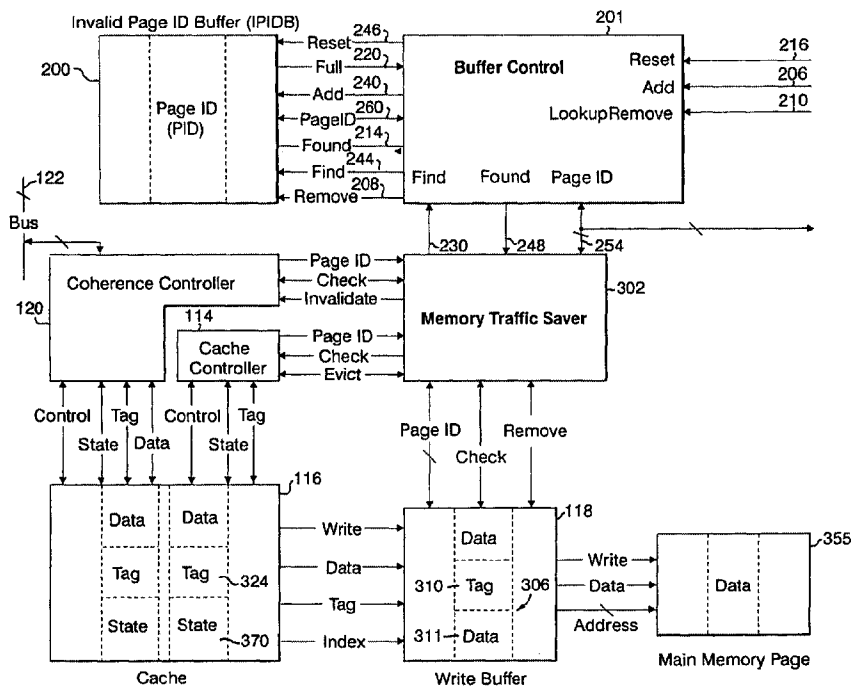 Invalid Page ID Buffer (IPIDB)
200
Page ID
(PID)
Reset 246
Full 220
Add 240
PageID 260
Found 214
Find 244
Remove 208
201
Buffer Control
Reset 216
Add 206
LookupRemove 210
Find Found Page ID
122
Bus
230 248 254
Coherence Controller
120
114
Cache
Controller
Page ID
Check
Invalidate
Page ID
Check
Evict
Memory Traffic Saver
302
Control Tag Control Tag
State Data State
Page ID Remove
Check
116
Data Data
Tag Tag 324
State State 370
Cache
Write
Data
Tag
Index
118
Data
310 Tag 306
311 Data
Write Buffer
Write
Data
Address
355
Data
Main Memory Page